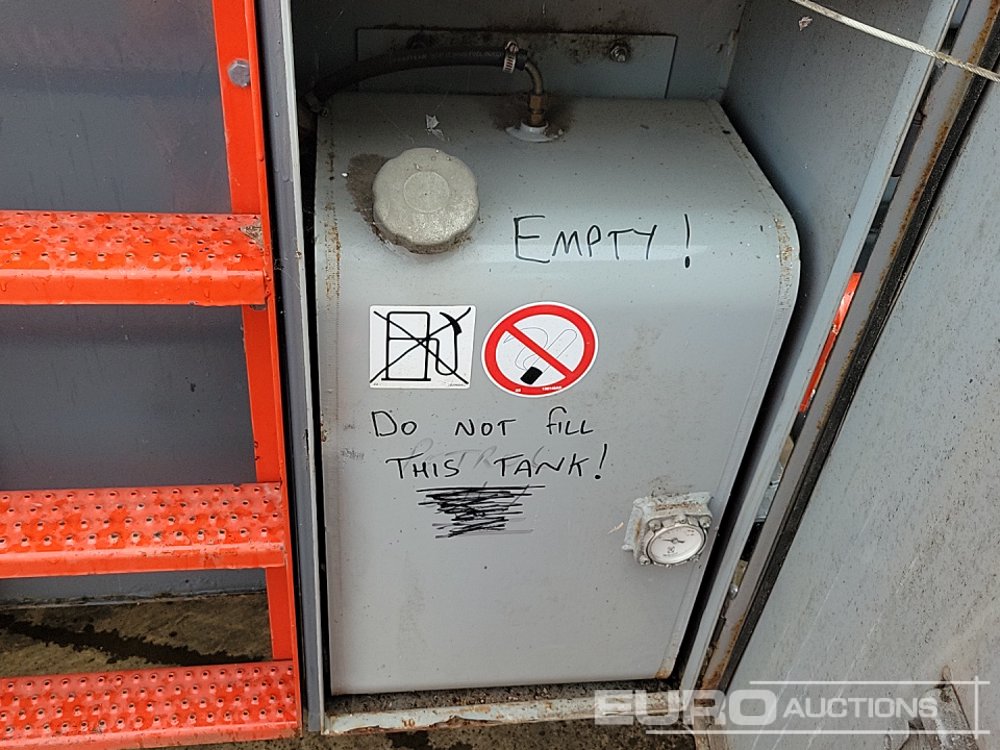 EMPTY!
DO NOT FILL
THIS TANK!
EURO AUCTIONS